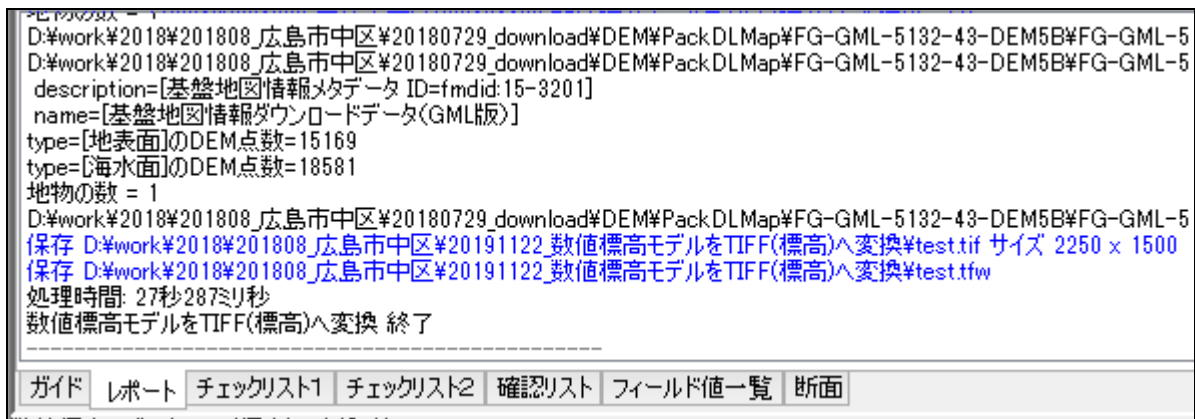 地物の数 = 1
D:¥work¥2018¥201808_広島市中区¥20180729_download¥DEM¥PackDLMap¥FG-GML-5132-43-DEM5B¥FG-GML-5
D:¥work¥2018¥201808_広島市中区¥20180729_download¥DEM¥PackDLMap¥FG-GML-5132-43-DEM5B¥FG-GML-5
description=[基盤地図情報メタデータ ID=fmdid:15-3201]
name=[基盤地図情報ダウンロードデータ(GML版)]
type=[地表面]のDEM点数=15169
type=[海水面]のDEM点数=18581
地物の数 = 1
D:¥work¥2018¥201808_広島市中区¥20180729_download¥DEM¥PackDLMap¥FG-GML-5132-43-DEM5B¥FG-GML-5
保存 D:¥work¥2018¥201808_広島市中区¥20191122_数値標高モデルをTIFF(標高)へ変換¥test.tif サイズ 2250 x 1500
保存 D:¥work¥2018¥201808_広島市中区¥20191122_数値標高モデルをTIFF(標高)へ変換¥test.tfw
処理時間: 27秒287ミリ秒
数値標高モデルをTIFF(標高)へ変換 終了
------------------------------------------------
ガイド レポート チェックリスト1 チェックリスト2 確認リスト フィールド値一覧 断面